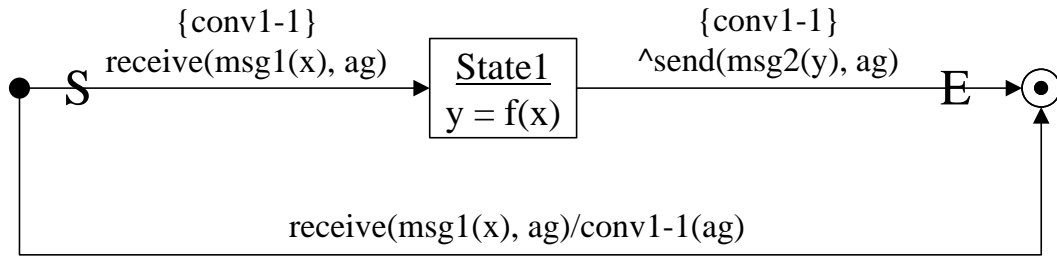 {conv1-1}
receive(msg1(x), ag)
S
State1
y = f(x)
{conv1-1}
^send(msg2(y), ag)
E
receive(msg1(x), ag)/conv1-1(ag)